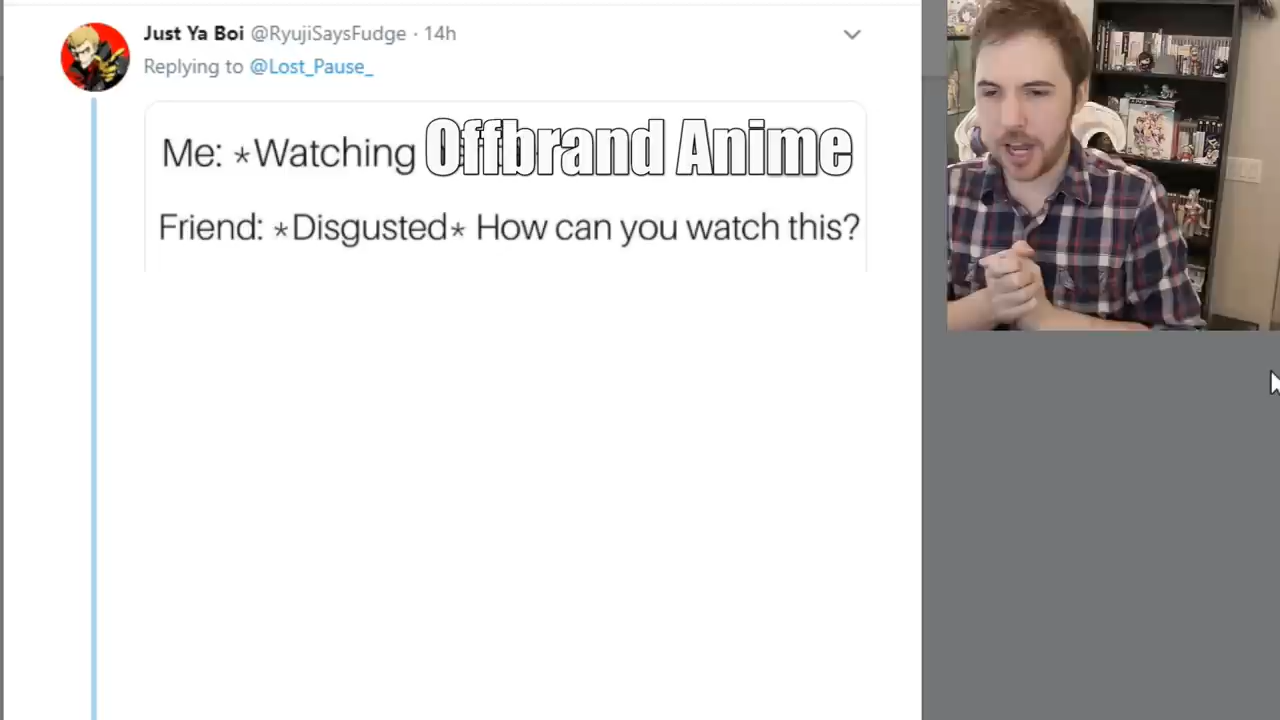 Just Ya Boi @RyujiSaysFudge · 14h
Replying to @Lost_Pause_
Me: *Watching Offbrand Anime
Friend: *Disgusted* How can you watch this?